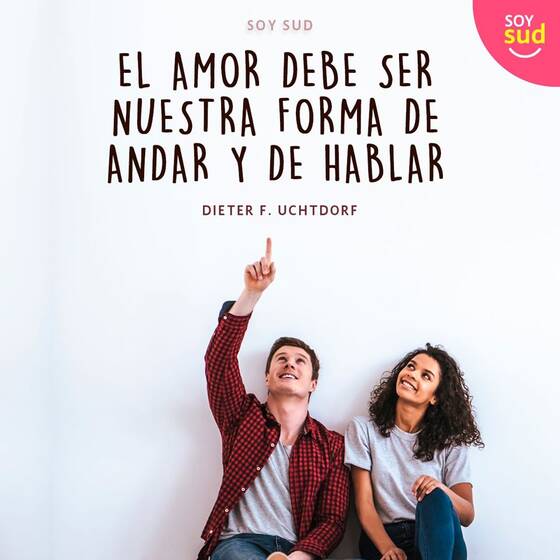 SOY SUD
SOY
sud
EL AMOR DEBE SER
NUESTRA FORMA DE
ANDAR Y DE HABLAR
DIETER F. UCHTDORF